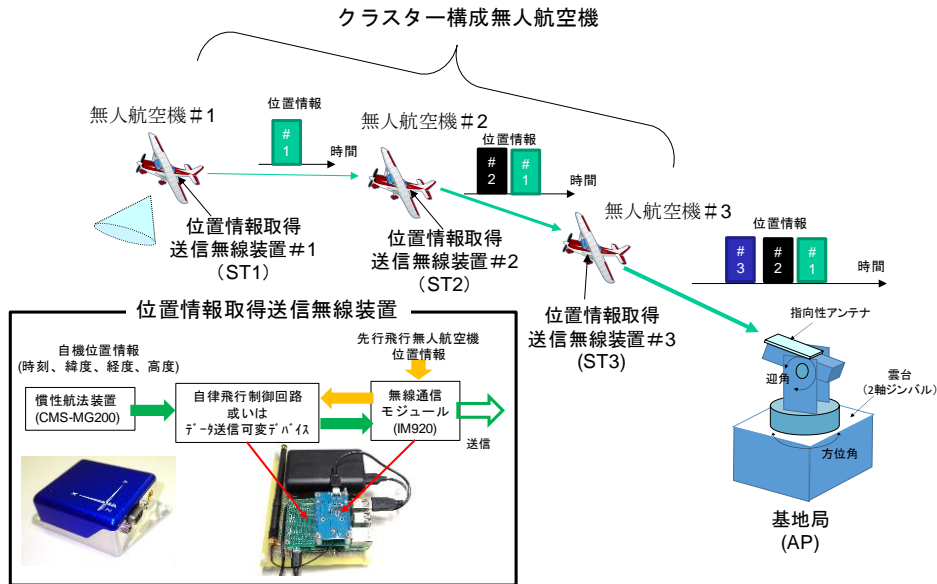 クラスター構成無人航空機
無人航空機＃1
位置情報
#
1
時間
無人航空機＃2
位置情報
#
2
#
1
時間
無人航空機＃3
位置情報
#
3
#
2
#
1
時間
位置情報取得
送信無線装置＃1
（ST1）
位置情報取得
送信無線装置＃2
（ST2）
位置情報取得
送信無線装置＃3
(ST3)
指向性アンテナ
迎角
雲台
（2軸ジンバル）
方位角
基地局
(AP)
位置情報取得送信無線装置
自機位置情報
(時刻、緯度、経度、高度)
先行飛行無人航空機
位置情報
慣性航法装置
(CMS-MG200)
自律飛行制御回路
或いは
ﾃﾞｰﾀ送信可変ﾃﾞﾊﾞｲｽ
無線通信
モジュール
(IM920)
送信